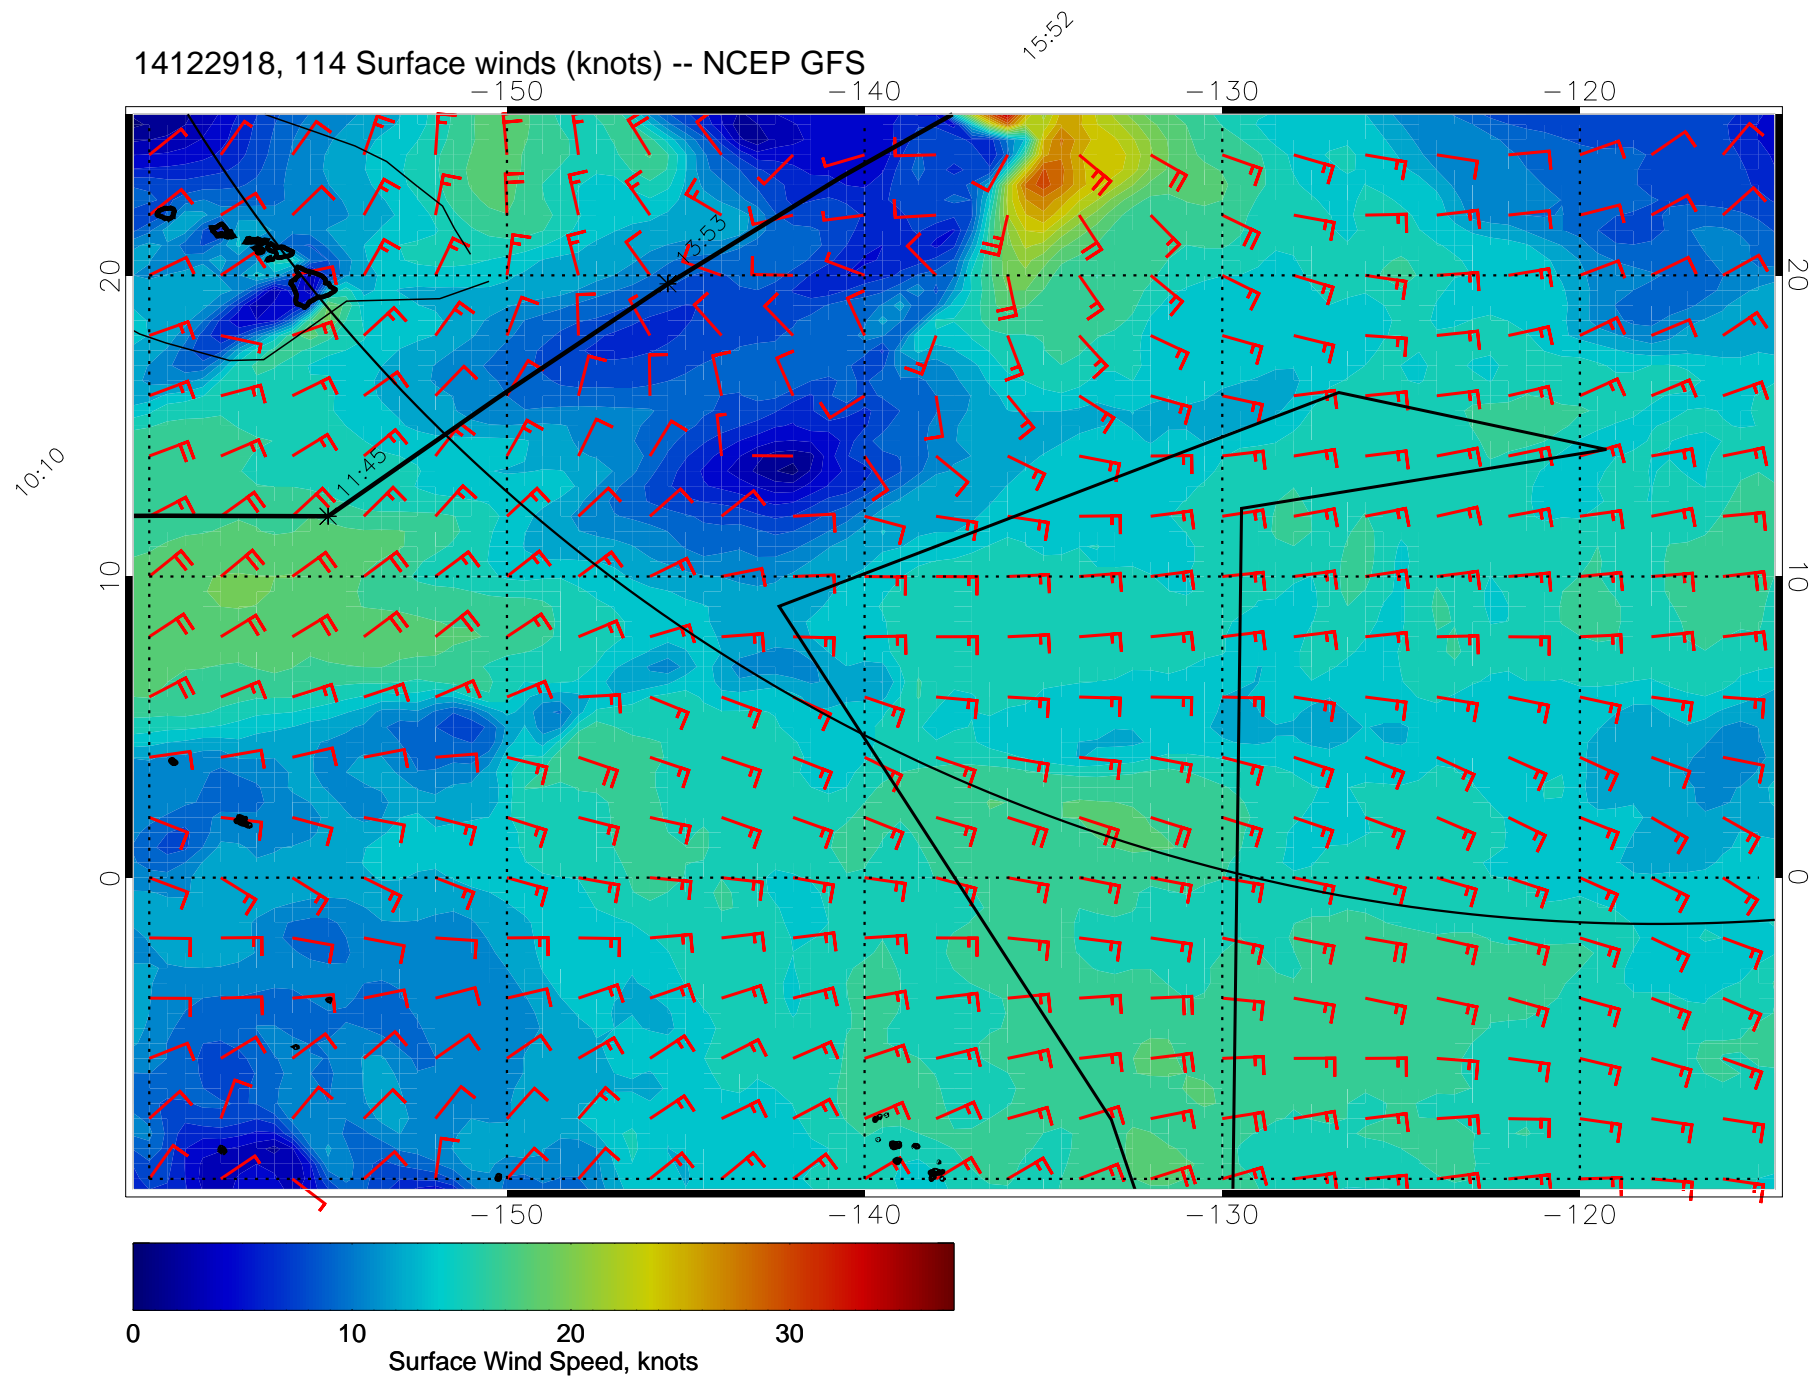 15:52
14122918, 114 Surface winds (knots) -- NCEP GFS
-150 -140 -130 -120
13:53
20 20
11:45
10:10
10 10
0 0
-150 -140 -130 -120
0 10 20 30
Surface Wind Speed, knots